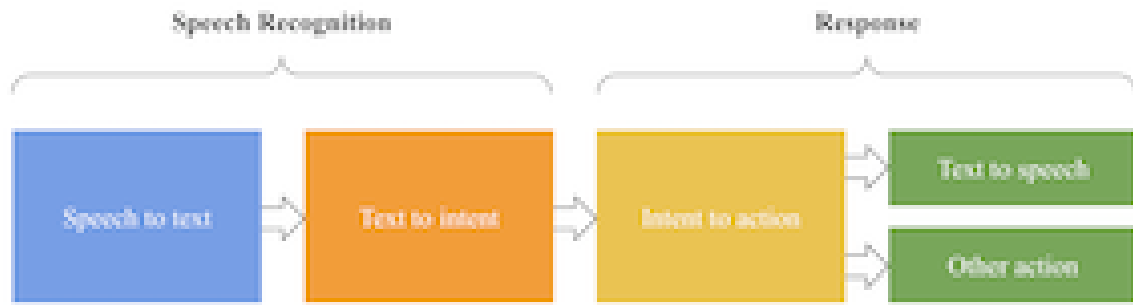 Speech Recognition
Response
Speech to text
Text to intent
Intent to action
Text to speech
Other action